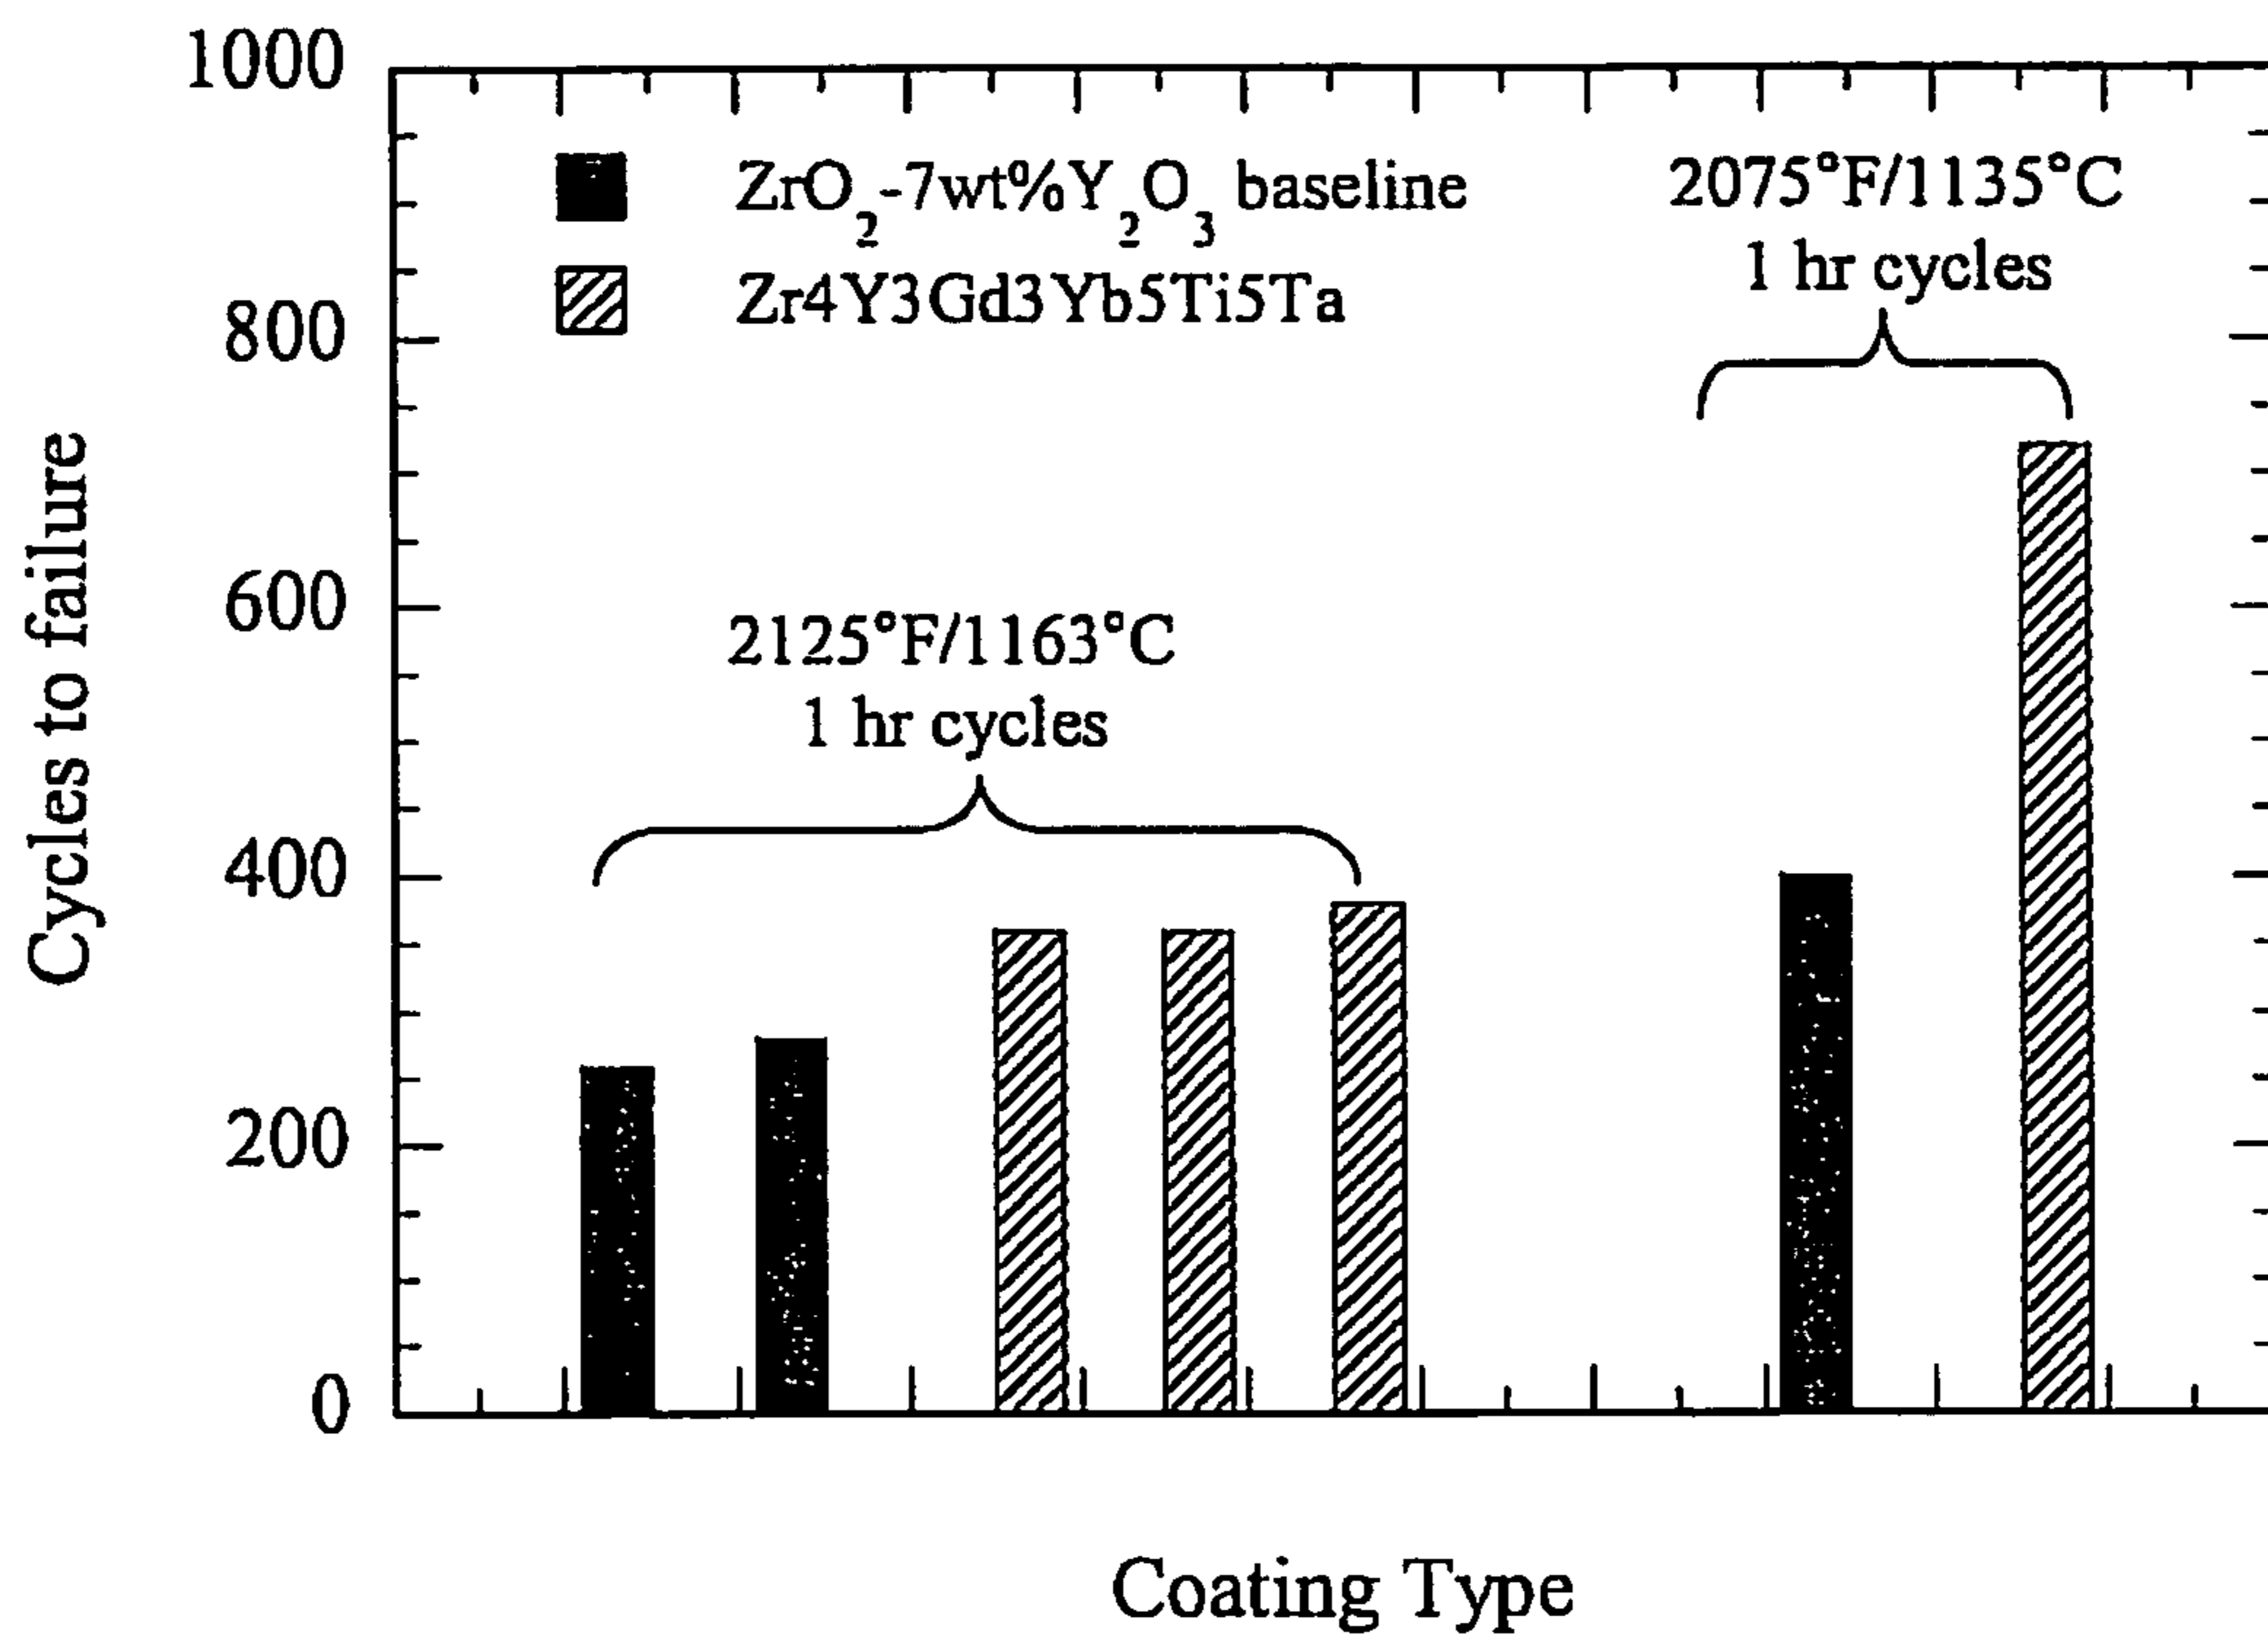 1000
800
600
400
200
0
Cycles to failure
ZrO2-7wt%Y2O3 baseline
Zr4Y3Gd3Yb5Ti5Ta
2075°F/1135°C
1 hr cycles
2125°F/1163°C
1 hr cycles
Coating Type